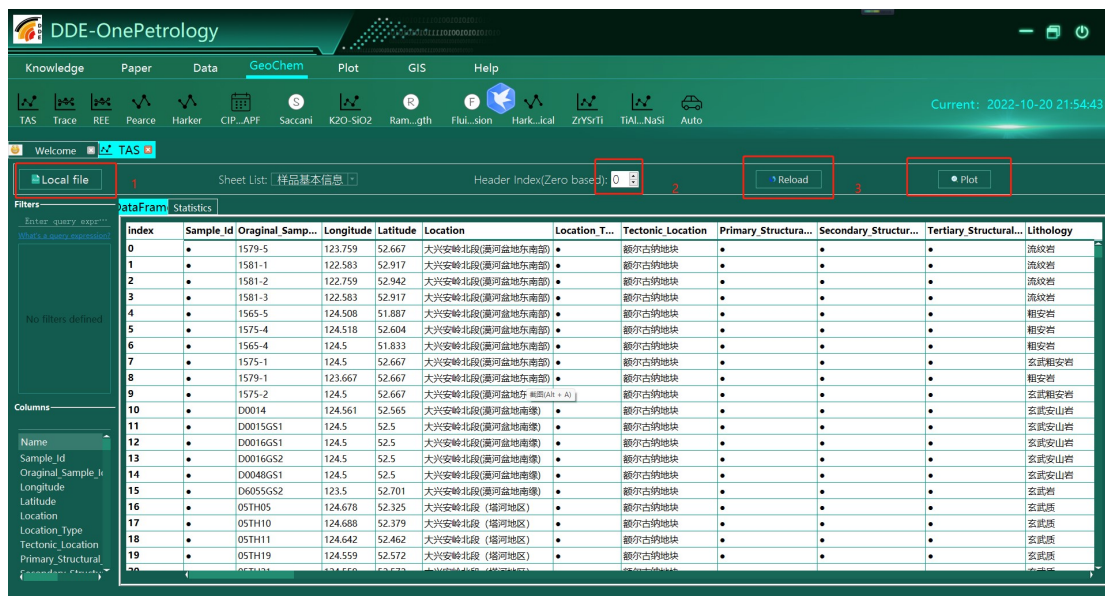 DDE-OnePetrology
Knowledge Paper Data GeoChem Plot GIS Help
TAS Trace REE Pearce Harker CIP...APF Saccani K2O-SiO2 Ram...gth Flui...sion Hark...ical ZrYSrTi TiAl...NaSi Auto
Current: 2022-10-20 21:54:43
Welcome TAS
Local file 1 Sheet List: 样品基本信息 Header Index(Zero based): 0 2 Reload 3 Plot
Filters
Enter query expr...
What's a query expression?
No filters defined
Columns
Name
Sample_Id
Oraginal_Sample_I
Longitude
Latitude
Location
Location_Type
Tectonic_Location
Primary_Structural_
DataFram Statistics
index Sample_Id Oraginal_Samp... Longitude Latitude Location Location_T... Tectonic_Location Primary_Structura... Secondary_Structur... Tertiary_Structural... Lithology
0 • 1579-5 123.759 52.667 大兴安岭北段(漠河盆地东南部) • 额尔古纳地块 • • • 流纹岩
1 • 1581-1 122.583 52.917 大兴安岭北段(漠河盆地东南部) • 额尔古纳地块 • • • 流纹岩
2 • 1581-2 122.759 52.942 大兴安岭北段(漠河盆地东南部) • 额尔古纳地块 • • • 流纹岩
3 • 1581-3 122.583 52.917 大兴安岭北段(漠河盆地东南部) • 额尔古纳地块 • • • 流纹岩
4 • 1565-5 124.508 51.887 大兴安岭北段(漠河盆地东南部) • 额尔古纳地块 • • • 粗安岩
5 • 1575-4 124.518 52.604 大兴安岭北段(漠河盆地东南部) • 额尔古纳地块 • • • 粗安岩
6 • 1565-4 124.5 51.833 大兴安岭北段(漠河盆地东南部) • 额尔古纳地块 • • • 粗安岩
7 • 1575-1 124.5 52.667 大兴安岭北段(漠河盆地东南部) • 额尔古纳地块 • • • 玄武粗安岩
8 • 1579-1 123.667 52.667 大兴安岭北段(漠河盆地东南部) • 额尔古纳地块 • • • 粗安岩
9 • 1575-2 124.5 52.667 大兴安岭北段(漠河盆地东 截图(Alt + A) 额尔古纳地块 • • • 玄武粗安岩
10 • D0014 124.561 52.565 大兴安岭北段(漠河盆地南缘) • 额尔古纳地块 • • • 玄武安山岩
11 • D0015GS1 124.5 52.5 大兴安岭北段(漠河盆地南缘) • 额尔古纳地块 • • • 玄武安山岩
12 • D0016GS1 124.5 52.5 大兴安岭北段(漠河盆地南缘) • 额尔古纳地块 • • • 玄武安山岩
13 • D0016GS2 124.5 52.5 大兴安岭北段(漠河盆地南缘) • 额尔古纳地块 • • • 玄武安山岩
14 • D0048GS1 124.5 52.5 大兴安岭北段(漠河盆地南缘) • 额尔古纳地块 • • • 玄武安山岩
15 • D6055GS2 123.5 52.701 大兴安岭北段(漠河盆地南缘) • 额尔古纳地块 • • • 玄武岩
16 • 05TH05 124.678 52.325 大兴安岭北段（塔河地区） • 额尔古纳地块 • • • 玄武质
17 • 05TH10 124.688 52.379 大兴安岭北段（塔河地区） • 额尔古纳地块 • • • 玄武质
18 • 05TH11 124.642 52.462 大兴安岭北段（塔河地区） • 额尔古纳地块 • • • 玄武质
19 • 05TH19 124.559 52.572 大兴安岭北段（塔河地区） • 额尔古纳地块 • • • 玄武质